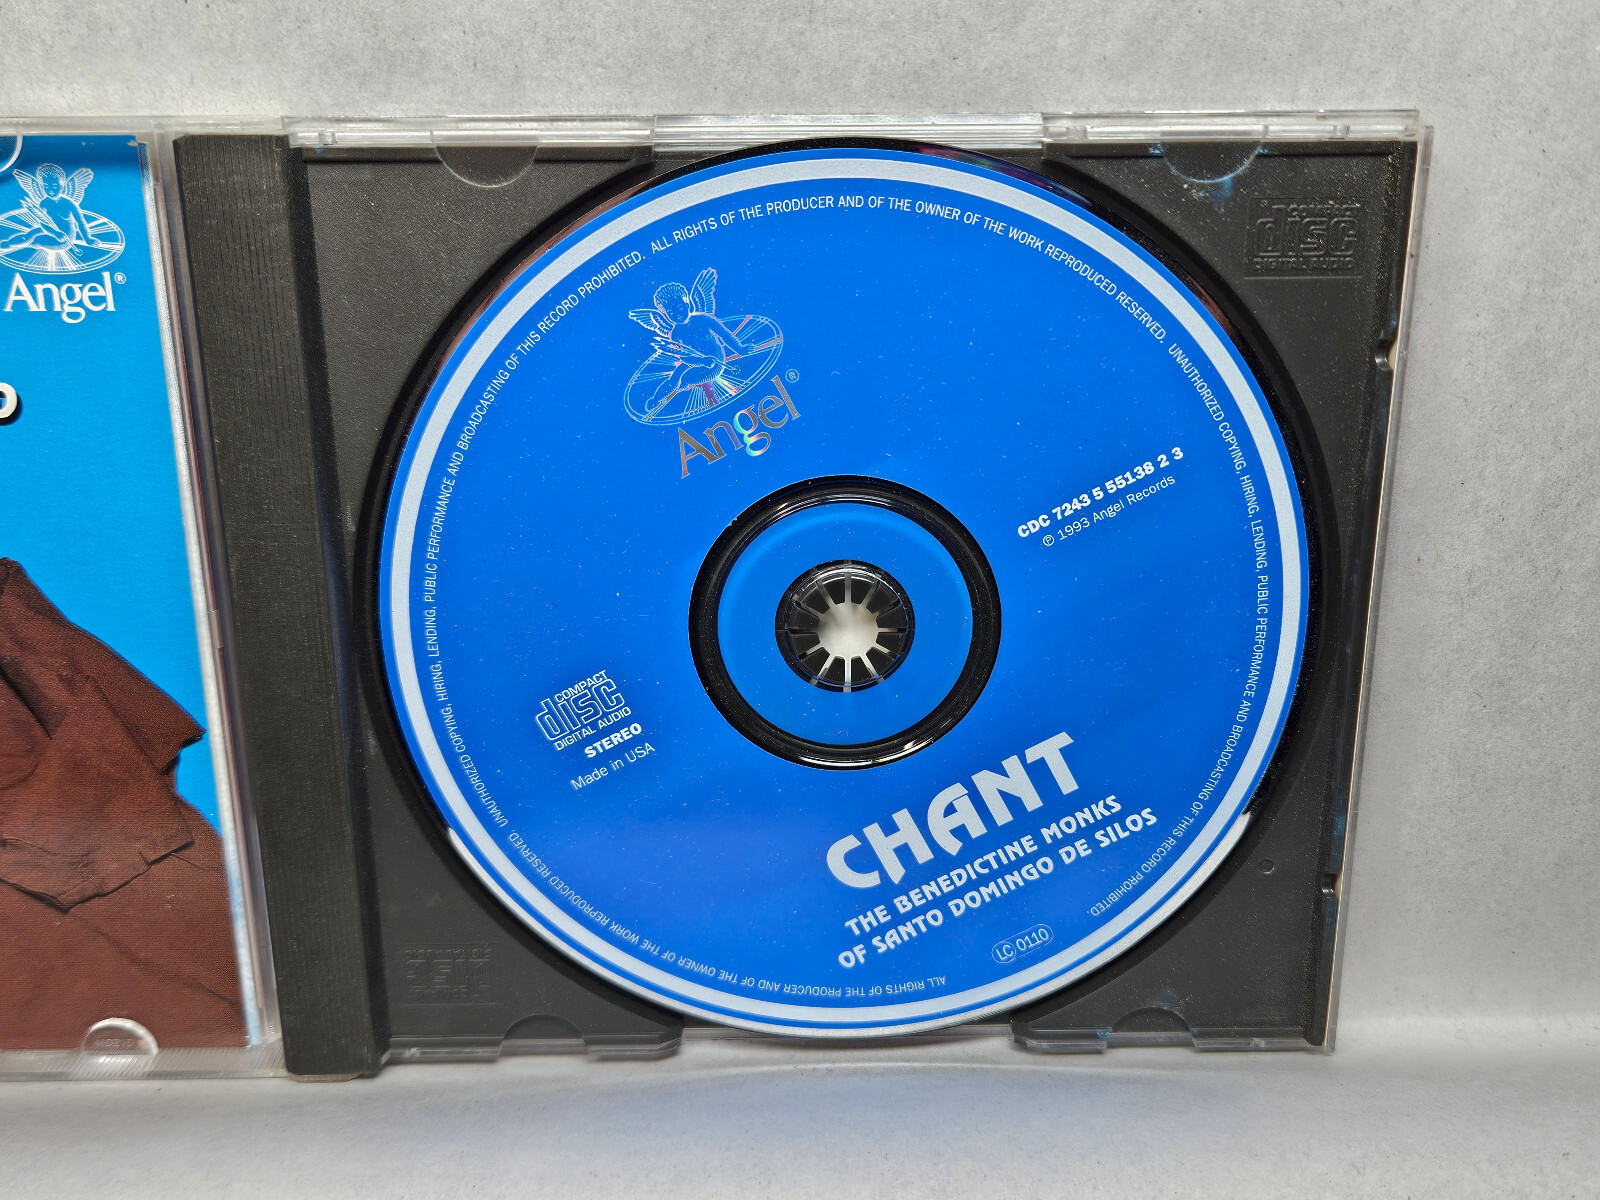 Angel®
ALL RIGHTS OF THE PRODUCER AND OF THE OWNER OF THE WORK REPRODUCED RESERVED. UNAUTHORIZED COPYING, HIRING, LENDING, PUBLIC PERFORMANCE AND BROADCASTING OF THIS RECORD PROHIBITED.
ALL RIGHTS OF THE PRODUCER AND OF THE OWNER OF THE WORK REPRODUCED RESERVED. UNAUTHORIZED COPYING, HIRING, LENDING, PUBLIC PERFORMANCE AND BROADCASTING OF THIS RECORD PROHIBITED.
Angel®
CDC 7243 5 55138 2 3
℗ 1993 Angel Records
COMPACT
disc
DIGITAL AUDIO
STEREO
Made in USA
CHANT
THE BENEDICTINE MONKS
OF SANTO DOMINGO DE SILOS
LC 0110
COMPACT
disc
DIGITAL AUDIO